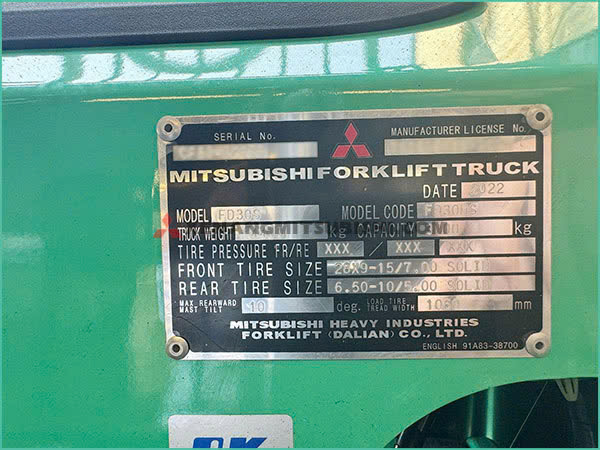 SERIAL No. MANUFACTURER LICENSE No.
MITSUBISHI FORKLIFT TRUCK
DATE 2022
MODEL FD30S MODEL CODE
TRUCK WEIGHT kg CAPACITY kg
TIRE PRESSURE FR/RE XXX / XXX XXX
FRONT TIRE SIZE 28X9-15/7.00 SOLID
REAR TIRE SIZE 6.50-10/5.00 SOLID
MAX. REARWARD MAST TILT 10 deg. LOAD TIRE TREAD WIDTH mm
MITSUBISHI HEAVY INDUSTRIES
FORKLIFT (DALIAN) CO., LTD.
ENGLISH 91A83-38700